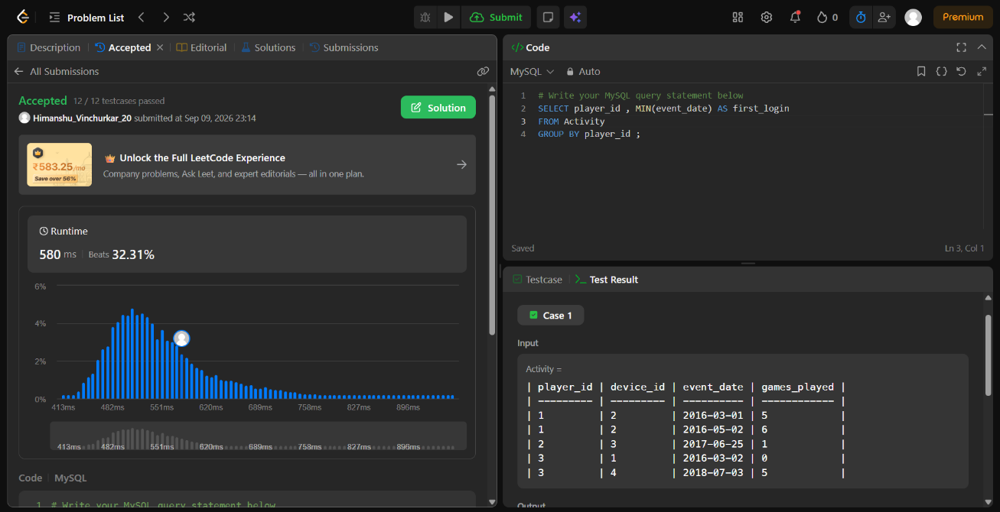 Problem List
Submit
0
Premium
Description
Accepted
Editorial
Solutions
Submissions
All Submissions
Accepted 12 / 12 testcases passed
Himanshu_Vinchurkar_20 submitted at Sep 09, 2026 23:14
Solution
₹583.25/mo
Save over 56%
Unlock the Full LeetCode Experience
Company problems, Ask Leet, and expert editorials — all in one plan.
Runtime
580 ms Beats 32.31%
6%
4%
2%
0%
413ms 482ms 551ms 620ms 689ms 758ms 827ms 896ms
413ms 482ms 551ms 620ms 689ms 758ms 827ms 896ms
Code MySQL
1 # Write your MySQL query statement below
</> Code
MySQL Auto
1 # Write your MySQL query statement below
2 SELECT player_id , MIN(event_date) AS first_login
3 FROM Activity
4 GROUP BY player_id ;
Saved
Ln 3, Col 1
Testcase
>_ Test Result
Case 1
Input
Activity =
| player_id | device_id | event_date | games_played |
| --------- | --------- | ---------- | ------------ |
| 1 | 2 | 2016-03-01 | 5 |
| 1 | 2 | 2016-05-02 | 6 |
| 2 | 3 | 2017-06-25 | 1 |
| 3 | 1 | 2016-03-02 | 0 |
| 3 | 4 | 2018-07-03 | 5 |
Output